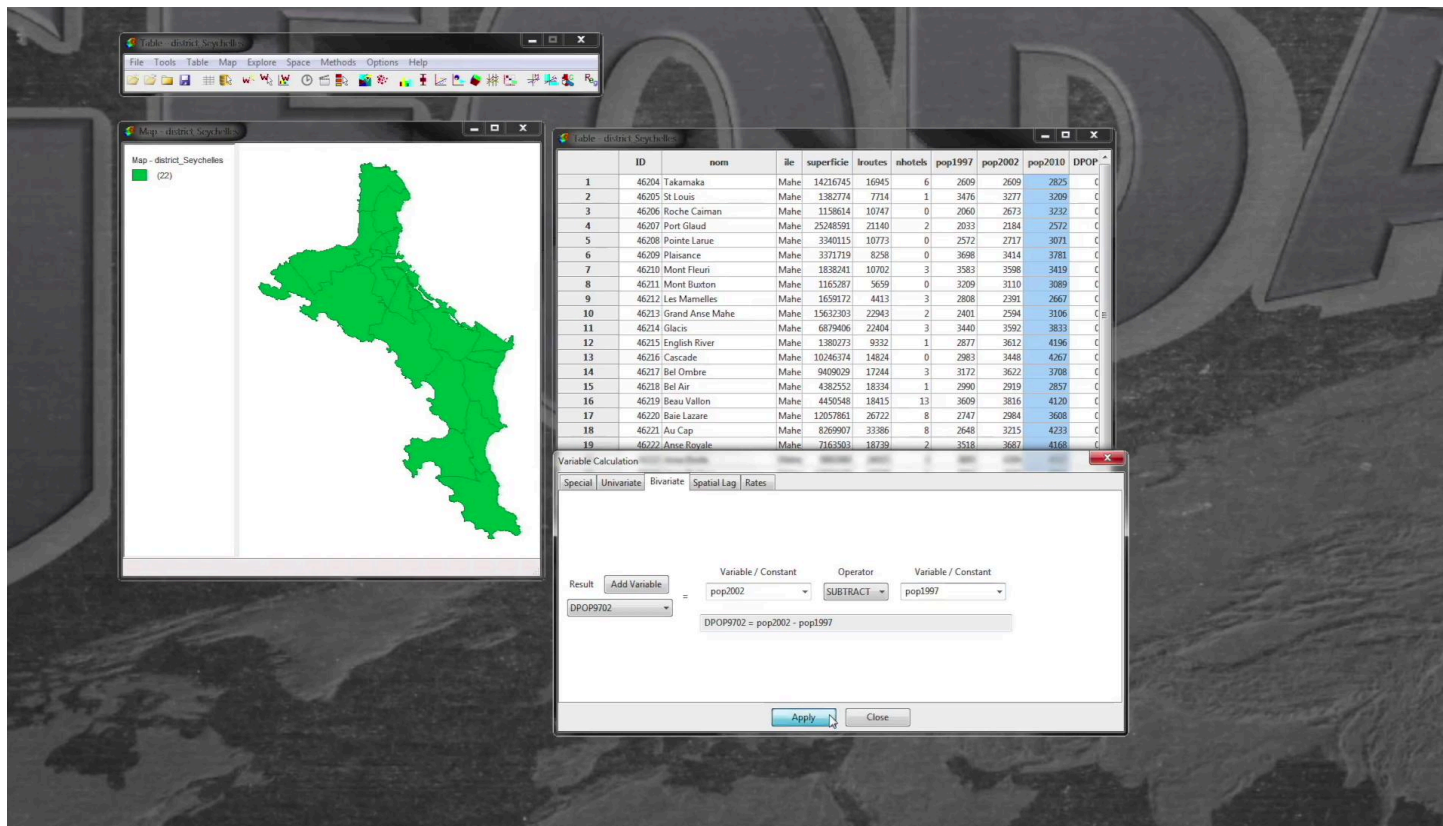 Table - district_Seychelles
File Tools Table Map Explore Space Methods Options Help
Map - district_Seychelles
Map - district_Seychelles
(22)
Table - district_Seychelles
ID nom ile superficie lroutes nhotels pop1997 pop2002 pop2010 DPOP
1 46204 Takamaka Mahe 14216745 16945 6 2609 2609 2825
2 46205 St Louis Mahe 1382774 7714 1 3476 3277 3209
3 46206 Roche Caiman Mahe 1158614 10747 0 2060 2673 3232
4 46207 Port Glaud Mahe 25248591 21140 2 2033 2184 2572
5 46208 Pointe Larue Mahe 3340115 10773 0 2572 2717 3071
6 46209 Plaisance Mahe 3371719 8258 0 3698 3414 3781
7 46210 Mont Fleuri Mahe 1838241 10702 3 3583 3598 3419
8 46211 Mont Buxton Mahe 1165287 5659 0 3209 3110 3089
9 46212 Les Mamelles Mahe 1659172 4413 3 2808 2391 2667
10 46213 Grand Anse Mahe Mahe 15632303 22943 2 2401 2594 3106
11 46214 Glacis Mahe 6879406 22404 3 3440 3592 3833
12 46215 English River Mahe 1380273 9332 1 2877 3612 4196
13 46216 Cascade Mahe 10246374 14824 0 2983 3448 4267
14 46217 Bel Ombre Mahe 9409029 17244 3 3172 3622 3708
15 46218 Bel Air Mahe 4382552 18334 1 2990 2919 2857
16 46219 Beau Vallon Mahe 4450548 18415 13 3609 3816 4120
17 46220 Baie Lazare Mahe 12057861 26722 8 2747 2984 3608
18 46221 Au Cap Mahe 8269907 33386 8 2648 3215 4233
19 46222 Anse Royale Mahe 7163503 18739 2 3518 3687 4168
Variable Calculation
Special Univariate Bivariate Spatial Lag Rates
Variable / Constant Operator Variable / Constant
Result Add Variable = pop2002 SUBTRACT pop1997
DPOP9702
DPOP9702 = pop2002 - pop1997
Apply Close